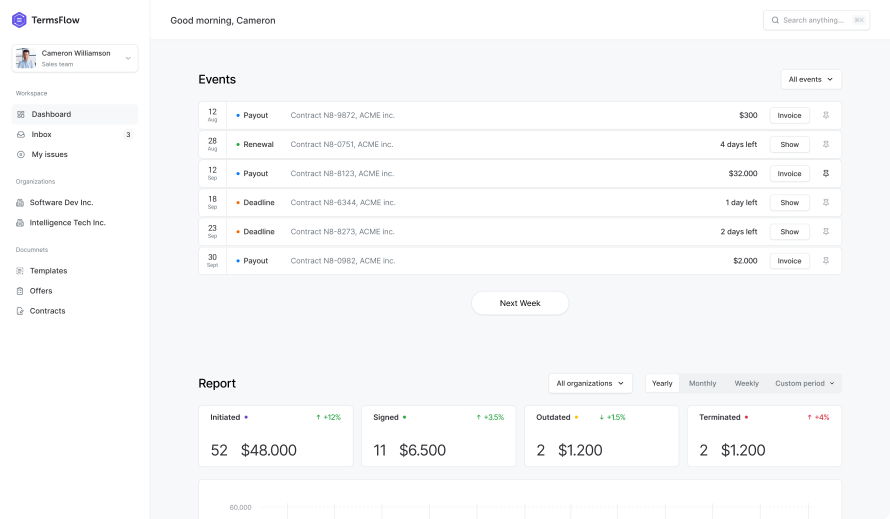 TermsFlow
Good morning, Cameron
Search anything... ⌘K
Cameron Williamson
Sales team
Workspace
Dashboard
Inbox 3
My issues
Organizations
Software Dev Inc.
Intelligence Tech Inc.
Documnets
Templates
Offers
Contracts
Events All events
12 Aug Payout Contract N8-9872, ACME inc. $300 Invoice
28 Aug Renewal Contract N8-0751, ACME inc. 4 days left Show
12 Sep Payout Contract N8-8123, ACME inc. $32.000 Invoice
18 Sep Deadline Contract N8-6344, ACME inc. 1 day left Show
23 Sep Deadline Contract N8-8273, ACME inc. 2 days left Show
30 Sept Payout Contract N8-0982, ACME inc. $2.000 Invoice
Next Week
Report All organizations Yearly Monthly Weekly Custom period
Initiated ↑ +12%
52 $48.000
Signed ↑ +3.5%
11 $6.500
Outdated ↓ +1.5%
2 $1.200
Terminated ↑ +4%
2 $1.200
60.000